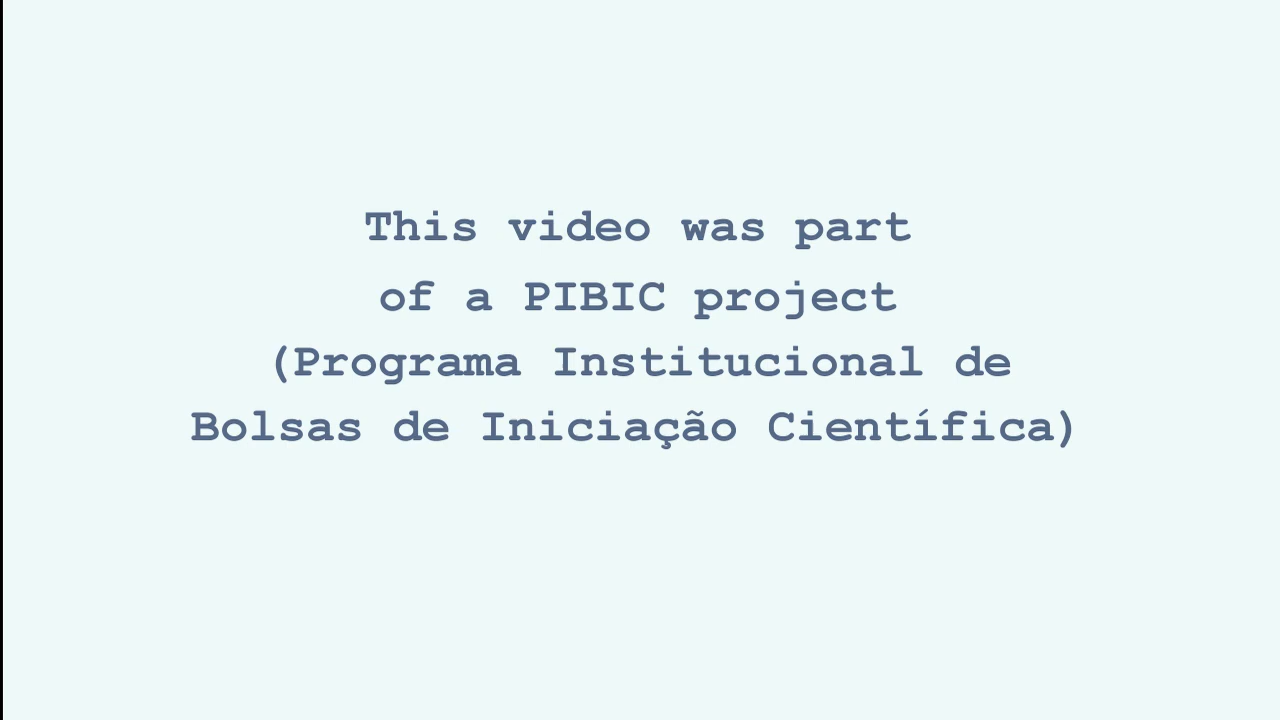 This video was part
of a PIBIC project
(Programa Institucional de
Bolsas de Iniciação Científica)